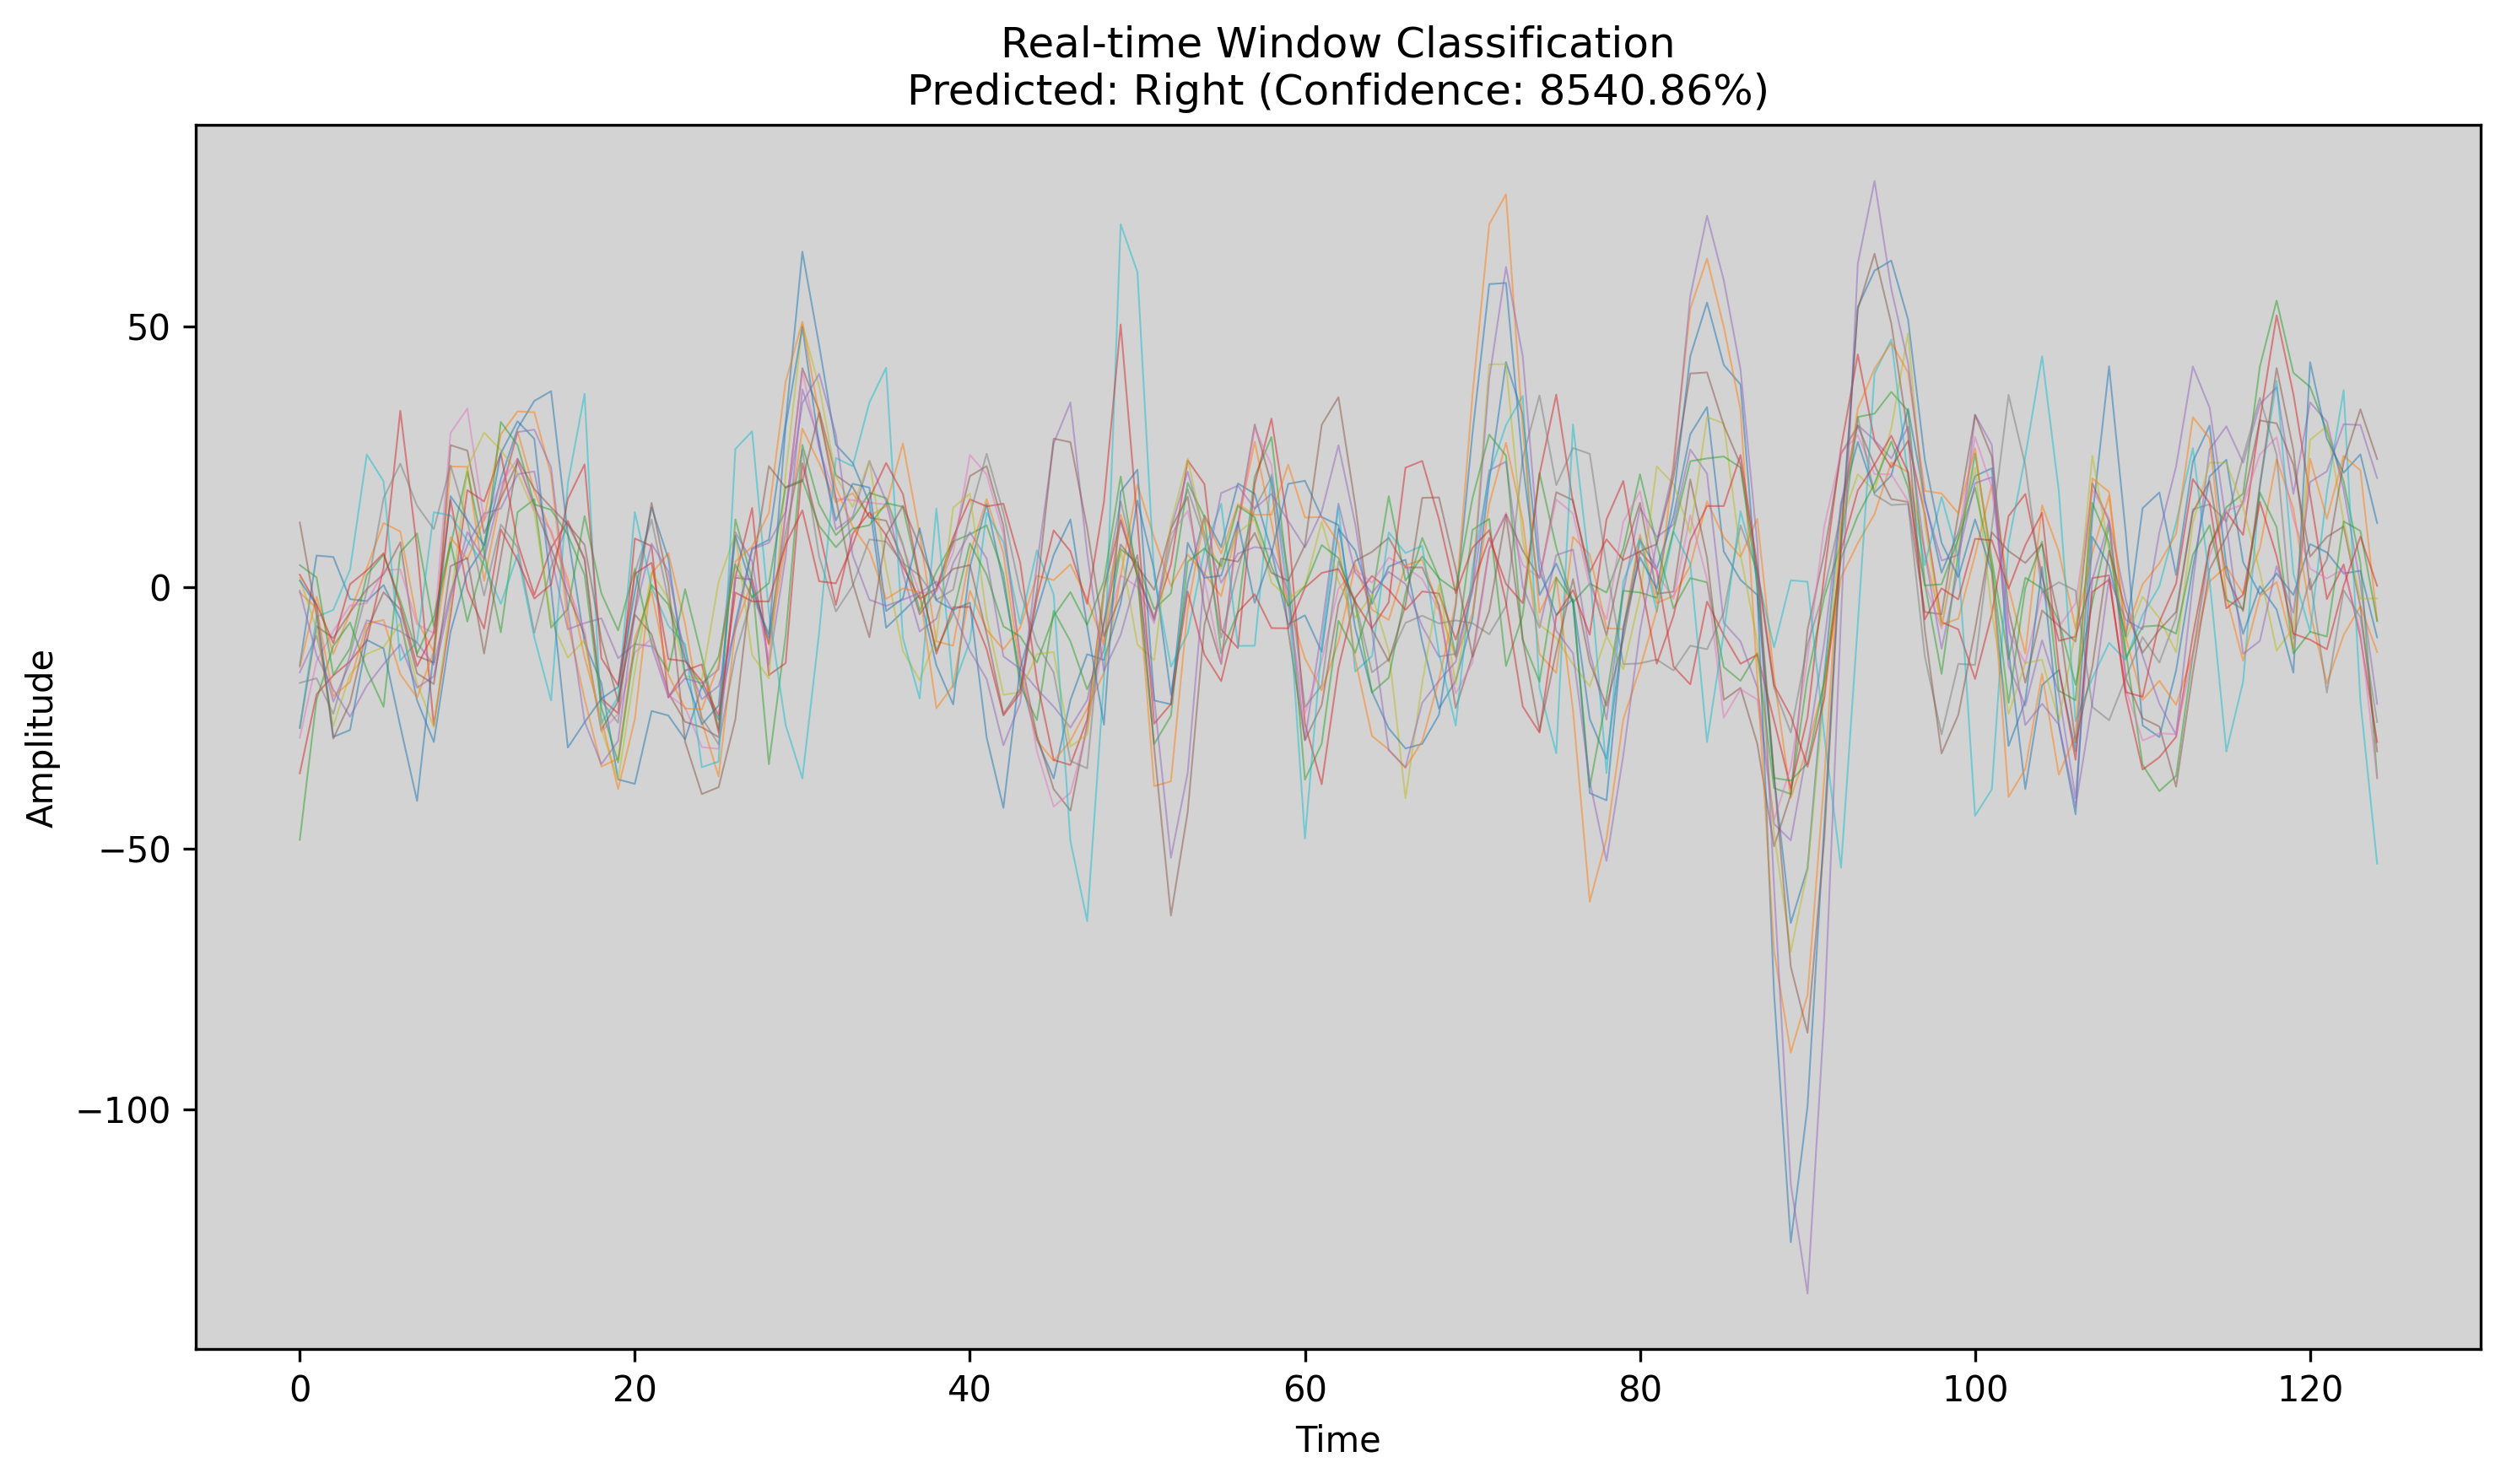 Real-time Window Classification
Predicted: Right (Confidence: 8540.86%)
50
0
−50
−100
Amplitude
0 20 40 60 80 100 120
Time